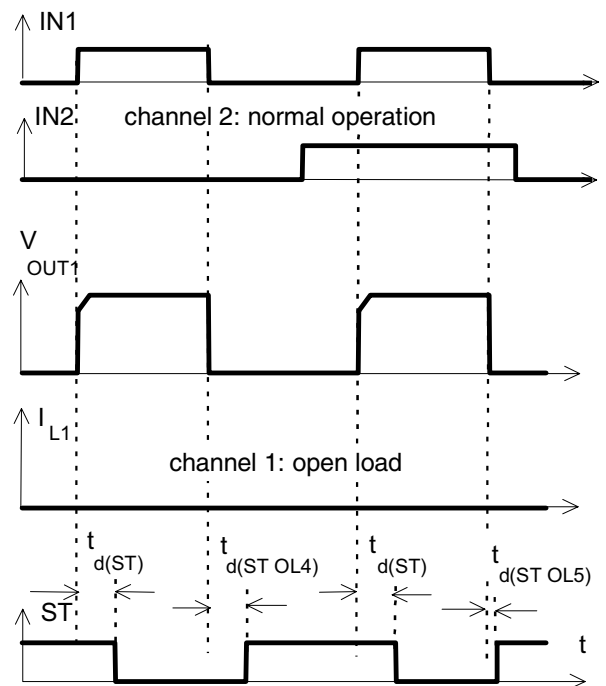 IN1
IN2
channel 2: normal operation
V
OUT1
I L1
channel 1: open load
t d(ST)
t d(ST OL4)
t d(ST)
t d(ST OL5)
ST
t